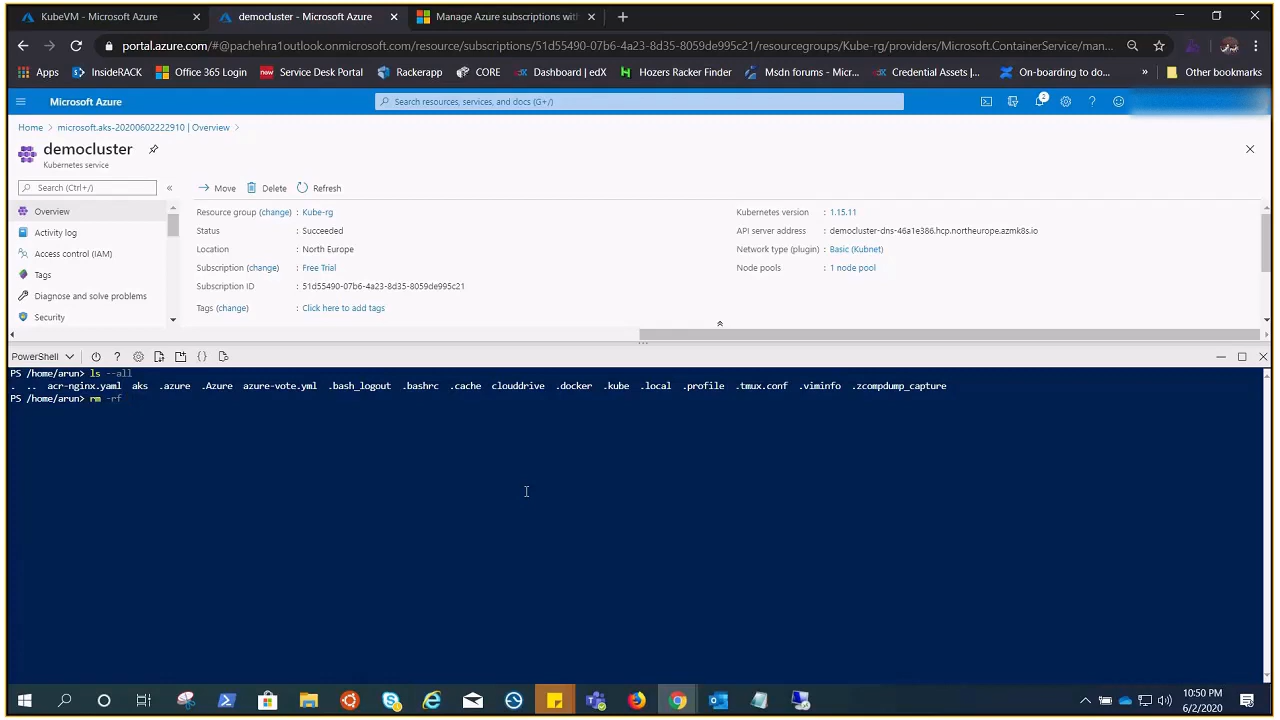 KubeVM - Microsoft Azure
democluster - Microsoft Azure
Manage Azure subscriptions with
portal.azure.com/#@pachehra1outlook.onmicrosoft.com/resource/subscriptions/51d55490-07b6-4a23-8d35-8059de995c21/resourcegroups/Kube-rg/providers/Microsoft.ContainerService/man...
Apps InsideRACK Office 365 Login Service Desk Portal Rackerapp CORE Dashboard | edX Hozers Racker Finder Msdn forums - Micr... Credential Assets |... On-boarding to do... » Other bookmarks
Microsoft Azure
Search resources, services, and docs (G+/)
2
Home > microsoft.aks-20200602222910 | Overview >
democluster
Kubernetes service
Search (Ctrl+/)
«
Move Delete Refresh
Overview
Activity log
Access control (IAM)
Tags
Diagnose and solve problems
Security
Resource group (change) : Kube-rg
Status : Succeeded
Location : North Europe
Subscription (change) : Free Trial
Subscription ID : 51d55490-07b6-4a23-8d35-8059de995c21
Tags (change) : Click here to add tags
Kubernetes version : 1.15.11
API server address : democluster-dns-46a1e386.hcp.northeurope.azmk8s.io
Network type (plugin) : Basic (Kubnet)
Node pools : 1 node pool
PowerShell
PS /home/arun> ls --all
. .. acr-nginx.yaml aks .azure .Azure azure-vote.yml .bash_logout .bashrc .cache clouddrive .docker .kube .local .profile .tmux.conf .viminfo .zcompdump_capture
PS /home/arun> rm -rf
10:50 PM
6/2/2020